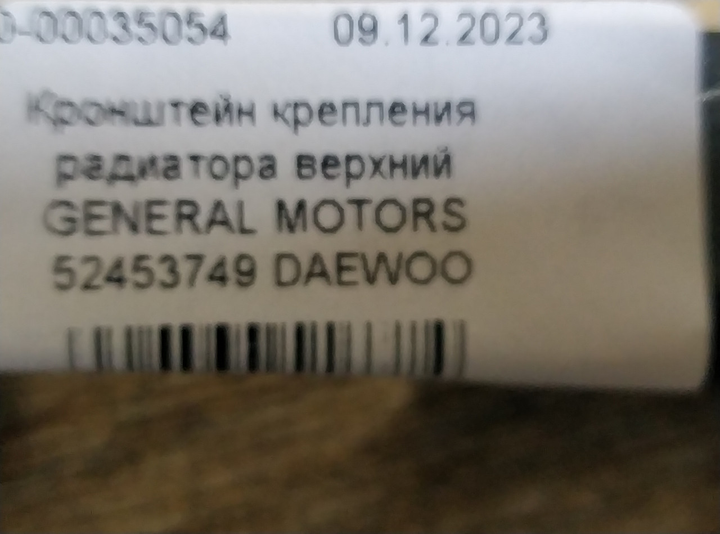 0-00035054 09.12.2023
Кронштейн крепления
радиатора верхний
GENERAL MOTORS
52453749 DAEWOO